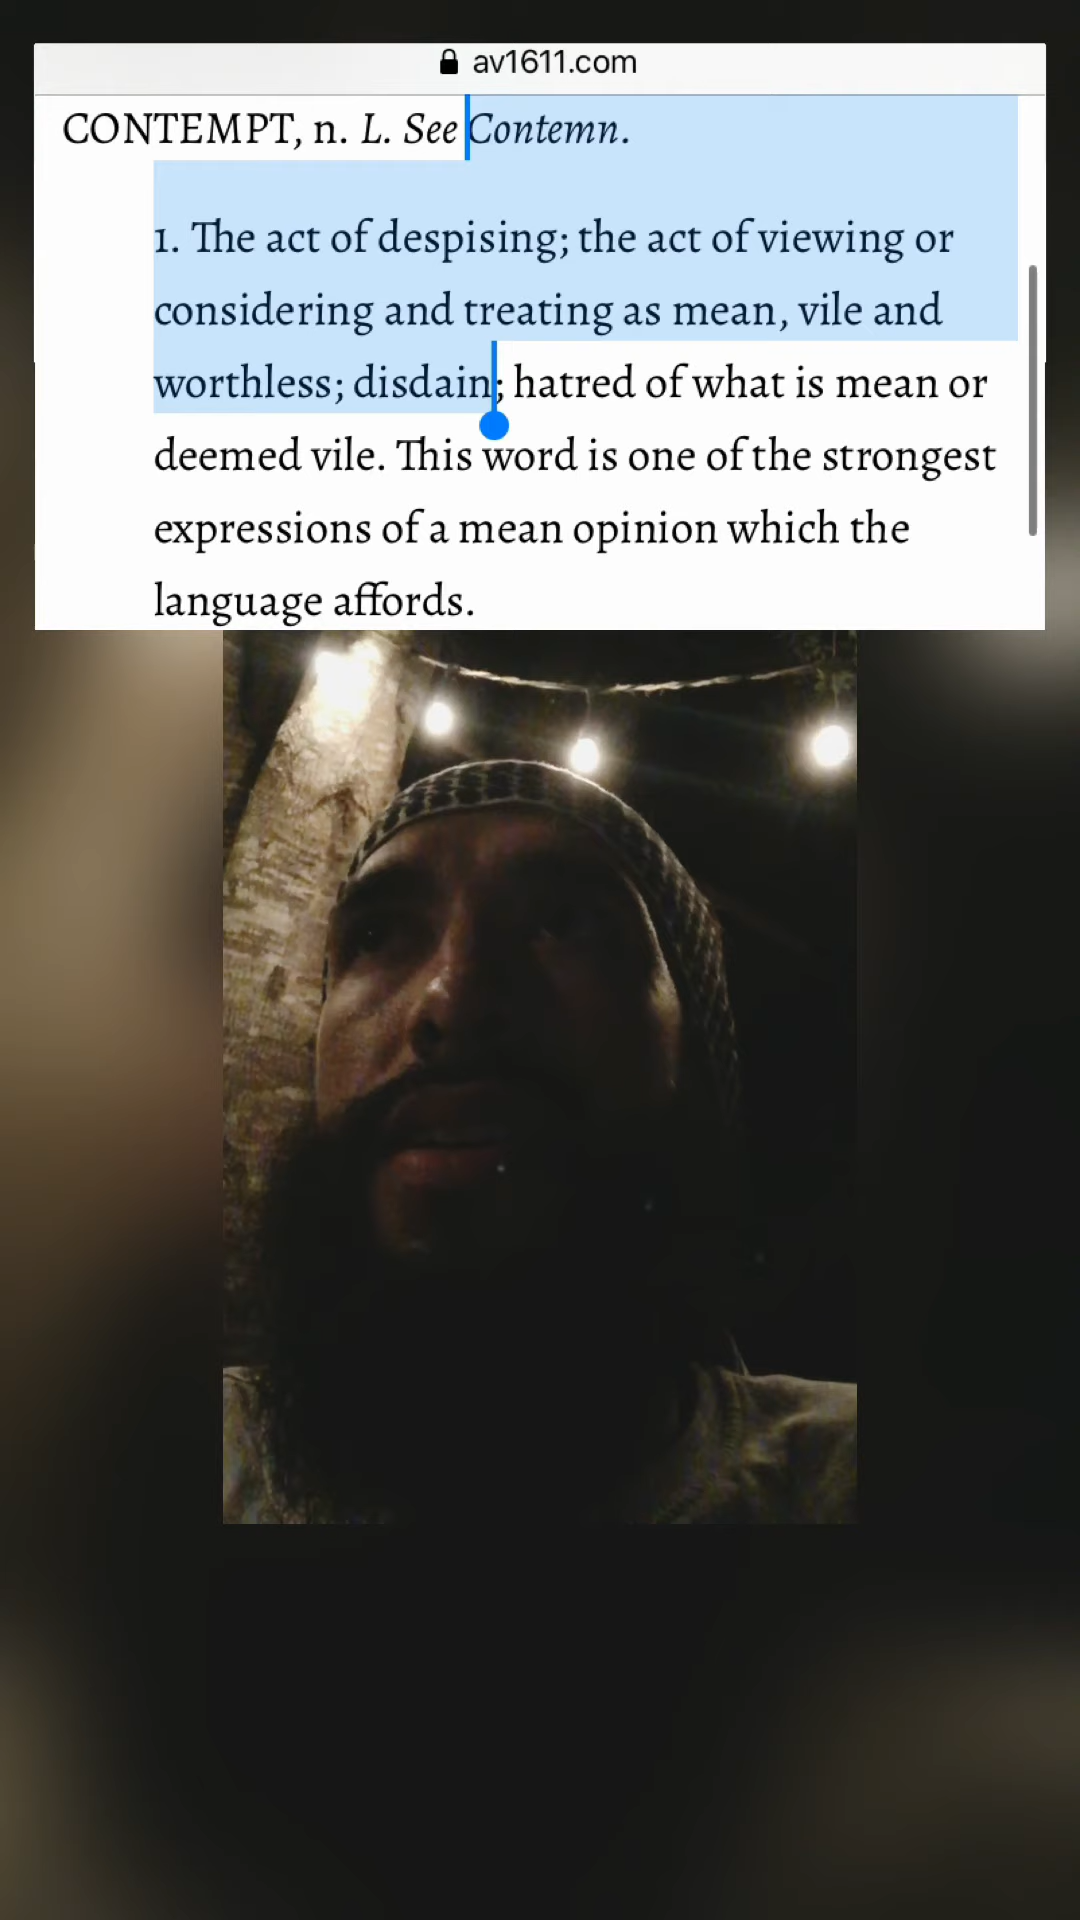 av1611.com
CONTEMPT, n. L. See Contemn.
1. The act of despising; the act of viewing or
considering and treating as mean, vile and
worthless; disdain; hatred of what is mean or
deemed vile. This word is one of the strongest
expressions of a mean opinion which the
language affords.